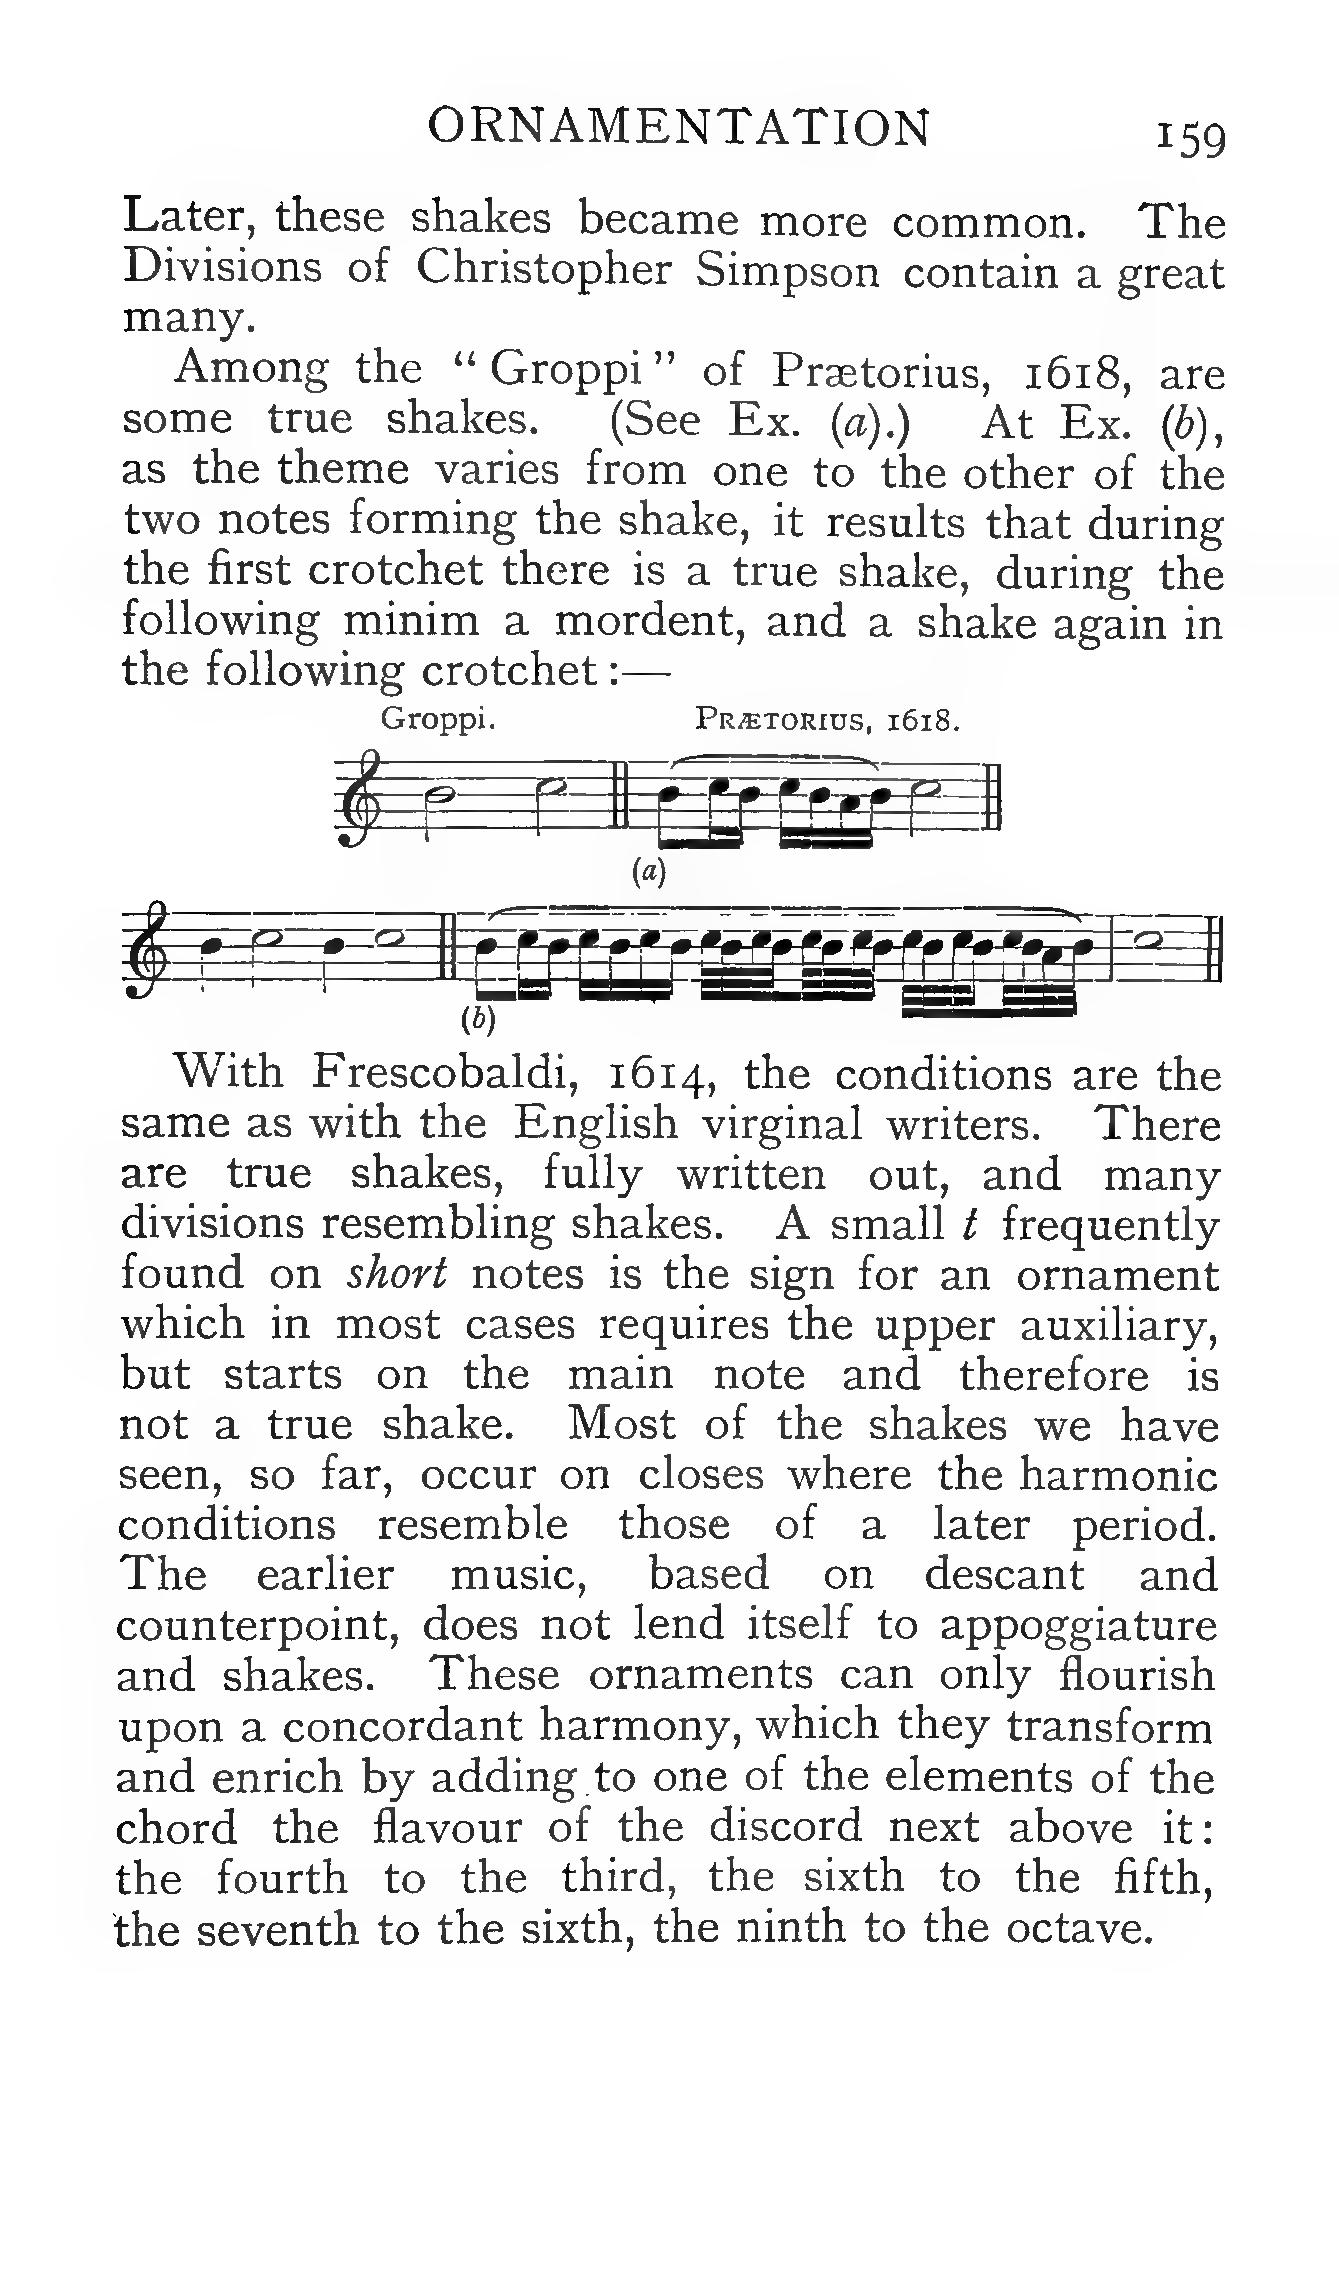 ORNAMENTATION 159
Later, these shakes became more common. The
Divisions of Christopher Simpson contain a great
many.
Among the “ Groppi ” of Prætorius, 1618, are
some true shakes. (See Ex. (a).) At Ex. (b),
as the theme varies from one to the other of the
two notes forming the shake, it results that during
the first crotchet there is a true shake, during the
following minim a mordent, and a shake again in
the following crotchet :—
Groppi. PRÆTORIUS, 1618.
(a)
(b)
With Frescobaldi, 1614, the conditions are the
same as with the English virginal writers. There
are true shakes, fully written out, and many
divisions resembling shakes. A small t frequently
found on short notes is the sign for an ornament
which in most cases requires the upper auxiliary,
but starts on the main note and therefore is
not a true shake. Most of the shakes we have
seen, so far, occur on closes where the harmonic
conditions resemble those of a later period.
The earlier music, based on descant and
counterpoint, does not lend itself to appoggiature
and shakes. These ornaments can only flourish
upon a concordant harmony, which they transform
and enrich by adding to one of the elements of the
chord the flavour of the discord next above it:
the fourth to the third, the sixth to the fifth,
the seventh to the sixth, the ninth to the octave.